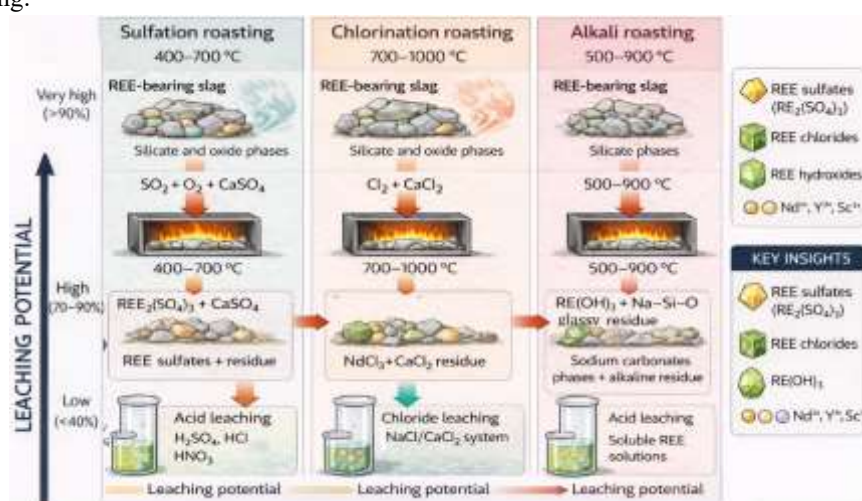 ng.
Sulfation roasting
400–700 °C
REE-bearing slag
Silicate and oxide phases
SO₂ + O₂ + CaSO₄
400–700 °C
REE₂(SO₄)₃ + CaSO₄
REE sulfates + residue
Acid leaching
H₂SO₄, HCl
HNO₃
Leaching potential
Chlorination roasting
700–1000 °C
REE-bearing slag
Silicate and oxide phases
Cl₂ + CaCl₂
700–1000 °C
NdCl₃+CaCl₂ residue
Chloride leaching
NaCl/CaCl₂ system
Leaching potential
Alkali roasting
500–900 °C
REE-bearing slag
Silicate phases
500–900 °C
500–900 °C
RE(OH)₃ + Na–Si–O
glassy residue
Sodium carbonates
phases + alkaline residue
Acid leaching
Soluble REE
solutions
Leaching potential
LEACHING POTENTIAL
Very high
(>90%)
High
(70–90%)
Low
(<40%)
REE sulfates
(RE₂(SO₄)₃)
REE chlorides
REE hydroxides
KEY INSIGHTS
REE sulfates
(RE₂(SO₄)₃)
REE chlorides
RE(OH)₃